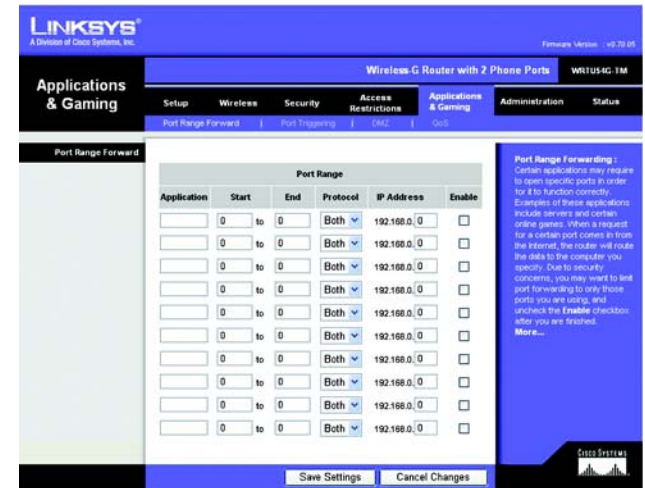 LINKSYS®
A Division of Cisco Systems, Inc.
Firmware Version : v0.70.05
Wireless-G Router with 2 Phone Ports WRTU54G-TM
Applications & Gaming
Setup Wireless Security Access Restrictions Applications & Gaming Administration Status
Port Range Forward | Port Triggering | DMZ | QoS
Port Range Forward
Port Range
Application Start End Protocol IP Address Enable
0 to 0 Both 192.168.0. 0
0 to 0 Both 192.168.0. 0
0 to 0 Both 192.168.0. 0
0 to 0 Both 192.168.0. 0
0 to 0 Both 192.168.0. 0
0 to 0 Both 192.168.0. 0
0 to 0 Both 192.168.0. 0
0 to 0 Both 192.168.0. 0
0 to 0 Both 192.168.0. 0
0 to 0 Both 192.168.0. 0
Port Range Forwarding :
Certain applications may require
to open specific ports in order
for it to function correctly.
Examples of these applications
include servers and certain
online games. When a request
for a certain port comes in from
the Internet, the router will route
the data to the computer you
specify. Due to security
concerns, you may want to limit
port forwarding to only those
ports you are using, and
uncheck the Enable checkbox
after you are finished.
More...
Save Settings Cancel Changes
CISCO SYSTEMS